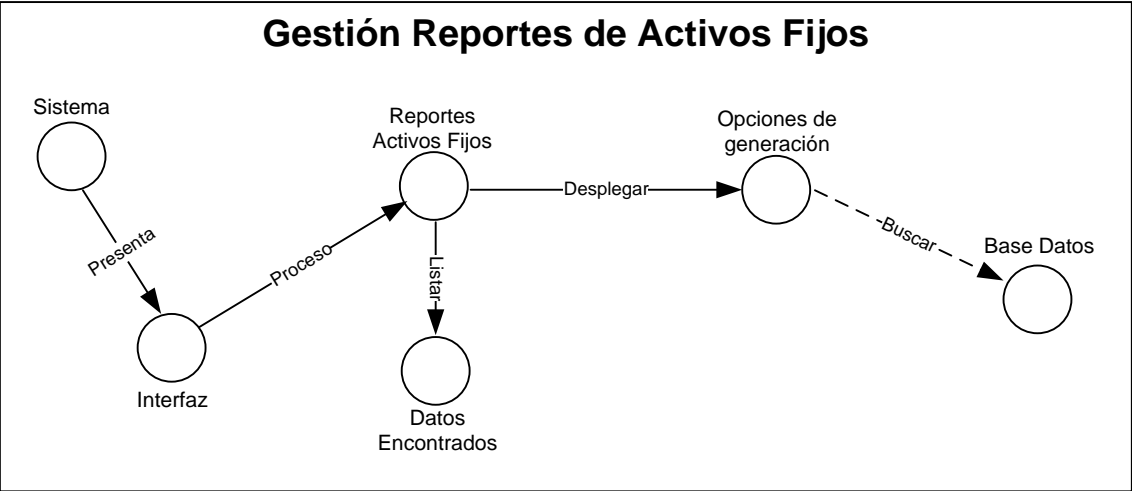 Gestión Reportes de Activos Fijos
Sistema
Reportes
Activos Fijos
Opciones de
generación
Desplegar
Buscar
Base Datos
Presenta
Proceso
Listar
Interfaz
Datos
Encontrados